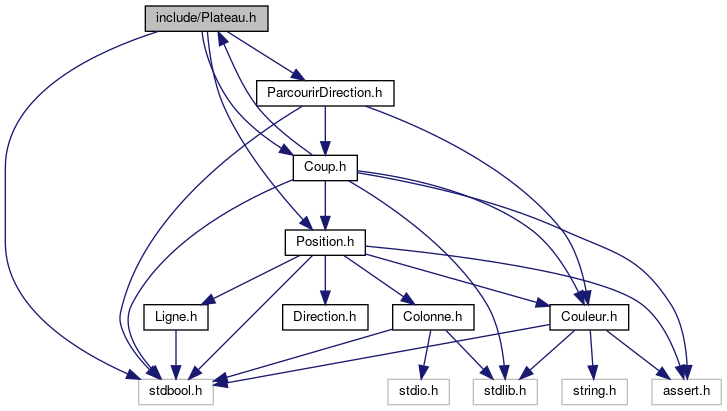 include/Plateau.h
ParcourirDirection.h
Coup.h
Position.h
Ligne.h
Direction.h
Colonne.h
Couleur.h
stdbool.h
stdio.h
stdlib.h
string.h
assert.h